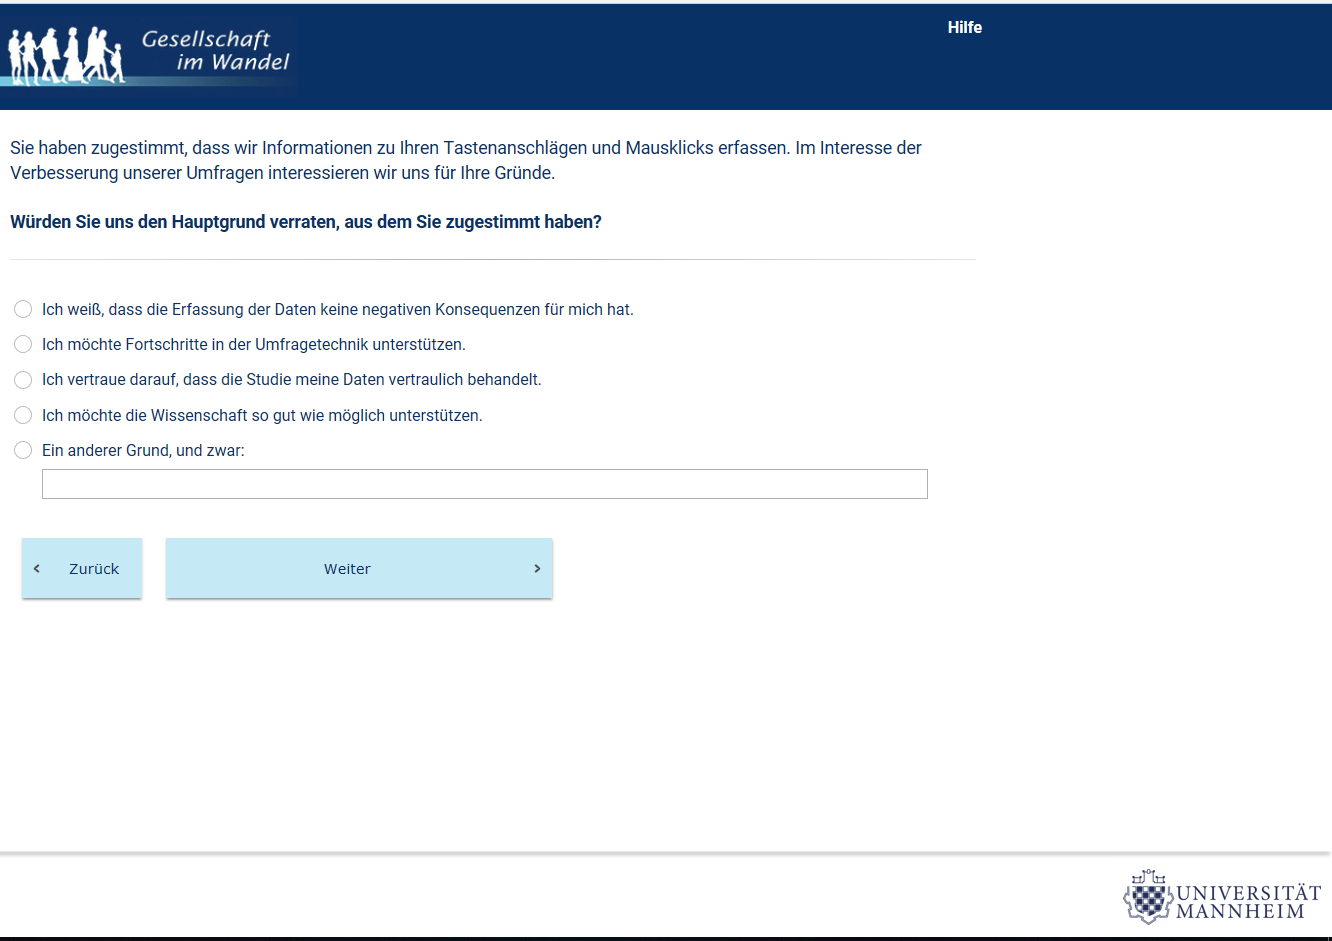 Gesellschaft
im Wandel
Hilfe
Sie haben zugestimmt, dass wir Informationen zu Ihren Tastenanschlägen und Mausklicks erfassen. Im Interesse der
Verbesserung unserer Umfragen interessieren wir uns für Ihre Gründe.
Würden Sie uns den Hauptgrund verraten, aus dem Sie zugestimmt haben?
Ich weiß, dass die Erfassung der Daten keine negativen Konsequenzen für mich hat.
Ich möchte Fortschritte in der Umfragetechnik unterstützen.
Ich vertraue darauf, dass die Studie meine Daten vertraulich behandelt.
Ich möchte die Wissenschaft so gut wie möglich unterstützen.
Ein anderer Grund, und zwar:
Zurück
Weiter
UNIVERSITÄT
MANNHEIM